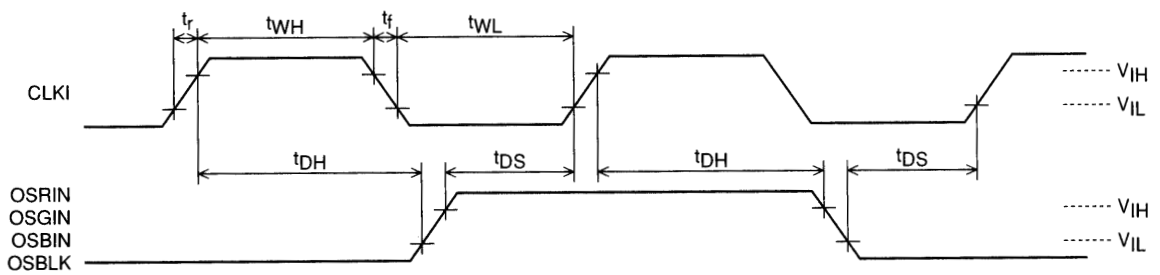 tr tWH tf tWL
CLKI
VIH
VIL
tDH tDS tDH tDS
OSRIN
OSGIN
OSBIN
OSBLK
VIH
VIL